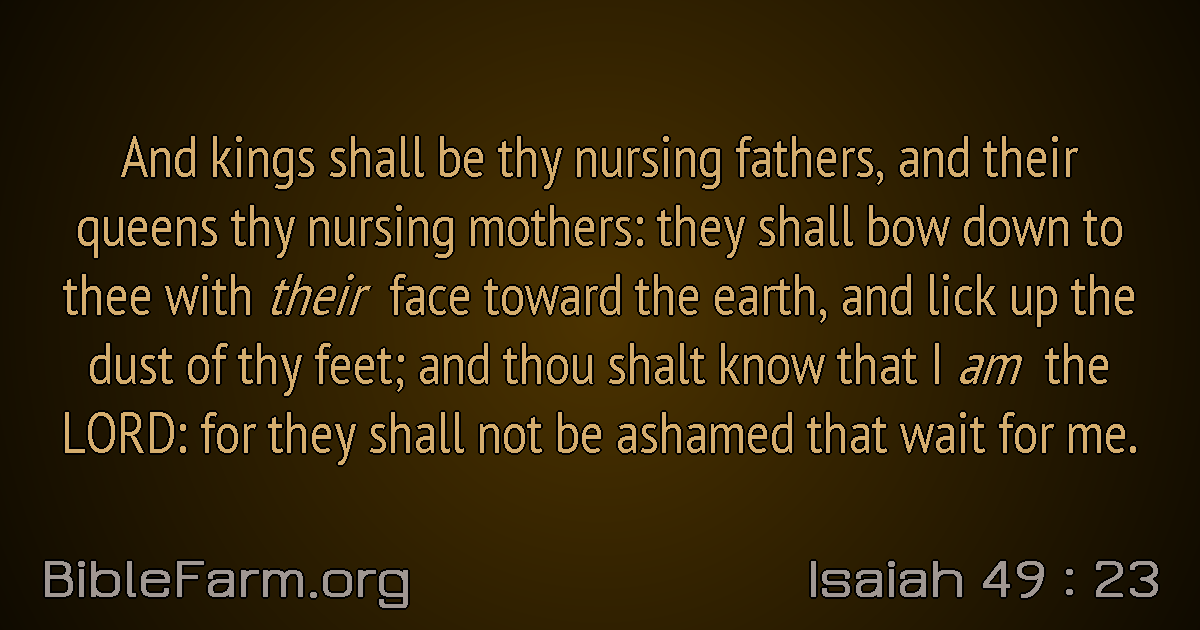 And kings shall be thy nursing fathers, and their
queens thy nursing mothers: they shall bow down to
thee with their face toward the earth, and lick up the
dust of thy feet; and thou shalt know that I am the
LORD: for they shall not be ashamed that wait for me.
BibleFarm.org
Isaiah 49 : 23